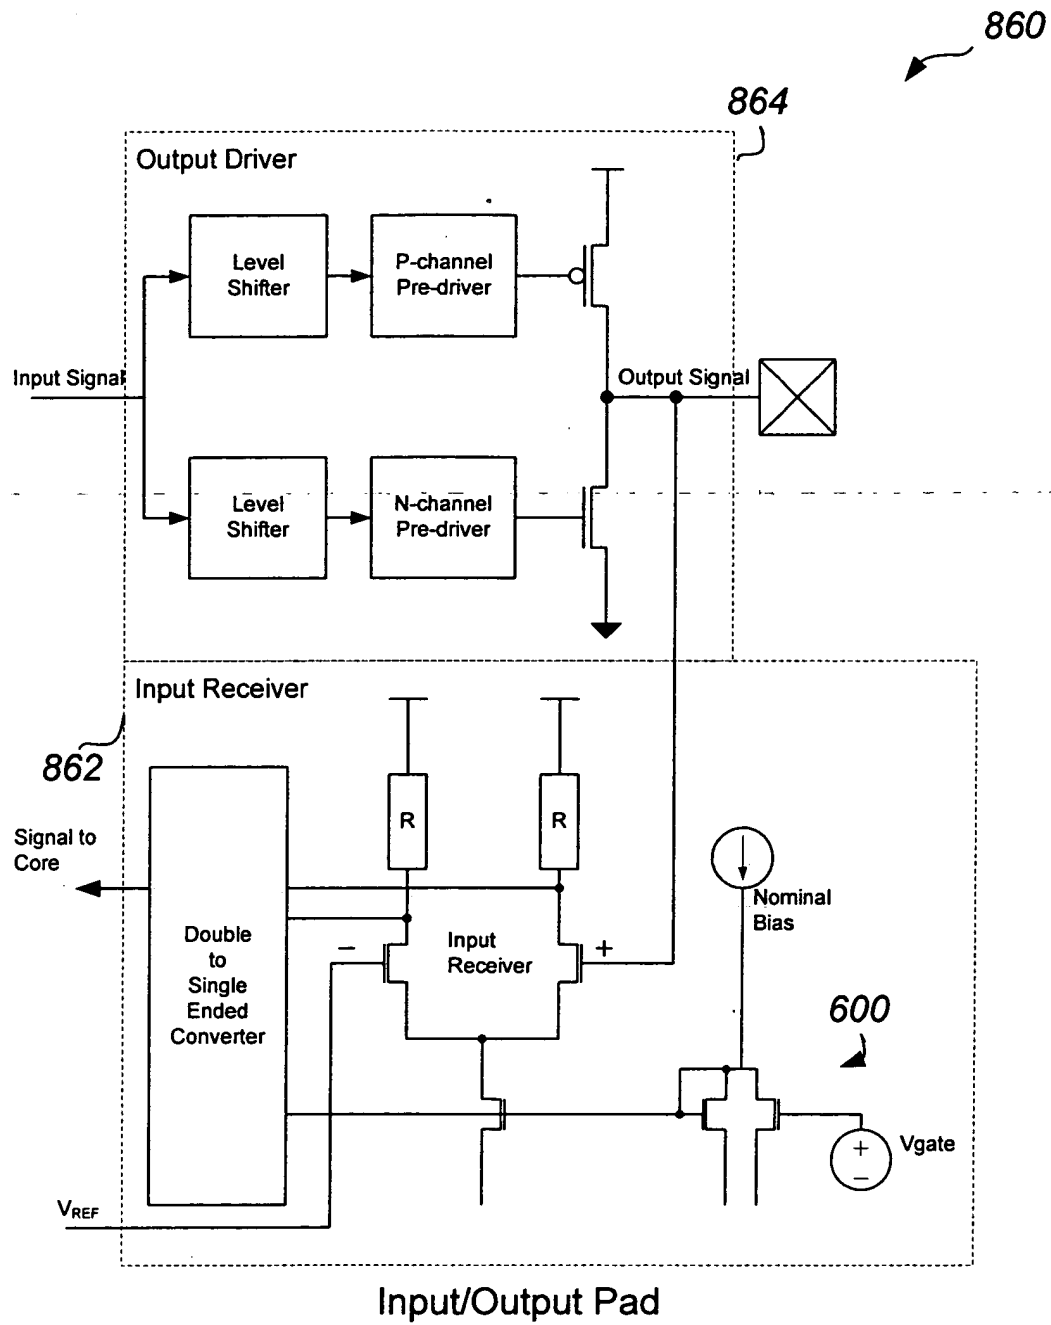 860
864
Output Driver
Level
Shifter
P-channel
Pre-driver
Input Signal
Output Signal
Level
Shifter
N-channel
Pre-driver
Input Receiver
862
R
R
Signal to
Core
Nominal
Bias
Double
to
Single
Ended
Converter
−
Input
Receiver
+
600
+
−
Vgate
VREF
Input/Output Pad